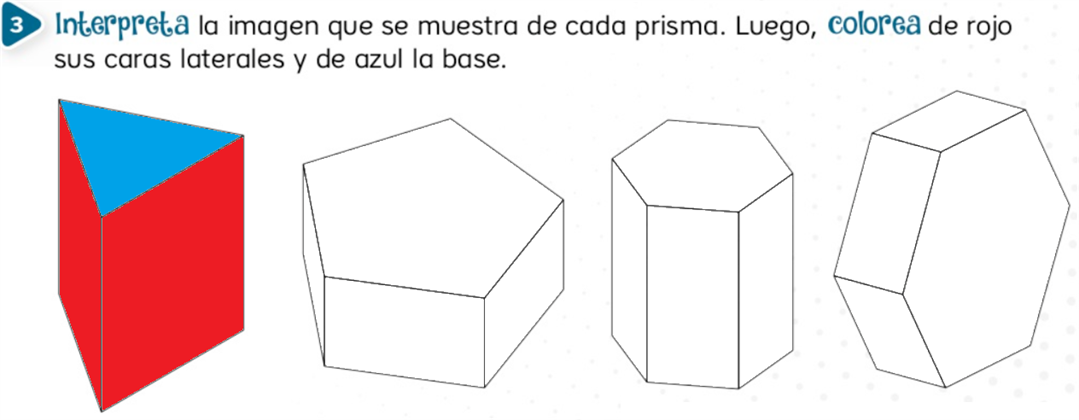 3 Interpreta la imagen que se muestra de cada prisma. Luego, colorea de rojo
sus caras laterales y de azul la base.